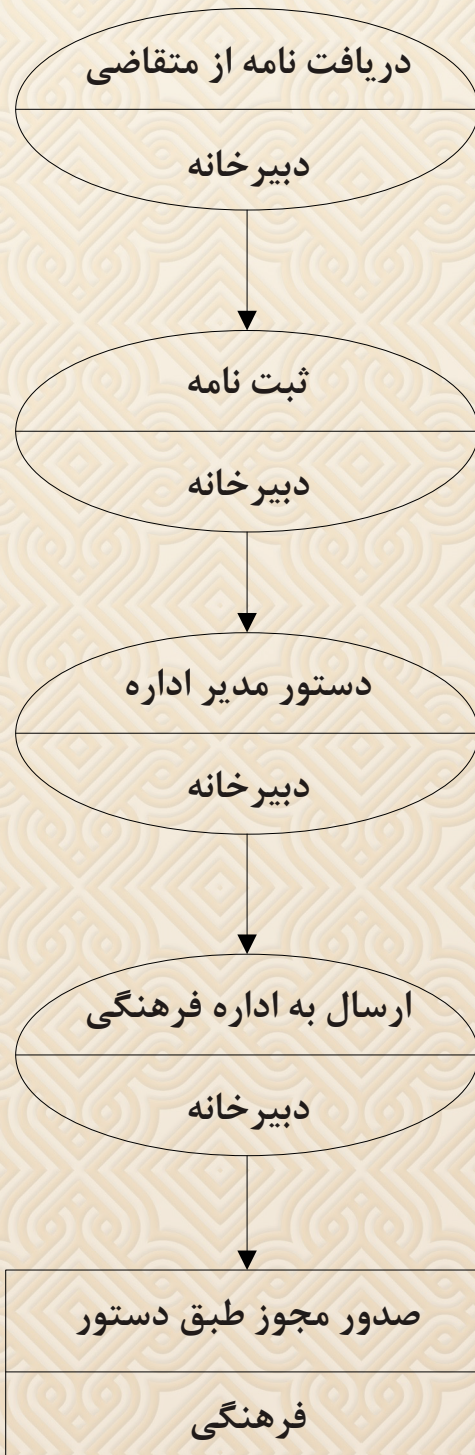 دریافت نامه از متقاضی
دبیرخانه
ثبت نامه
دبیرخانه
دستور مدیر اداره
دبیرخانه
ارسال به اداره فرهنگی
دبیرخانه
صدور مجوز طبق دستور
فرهنگی